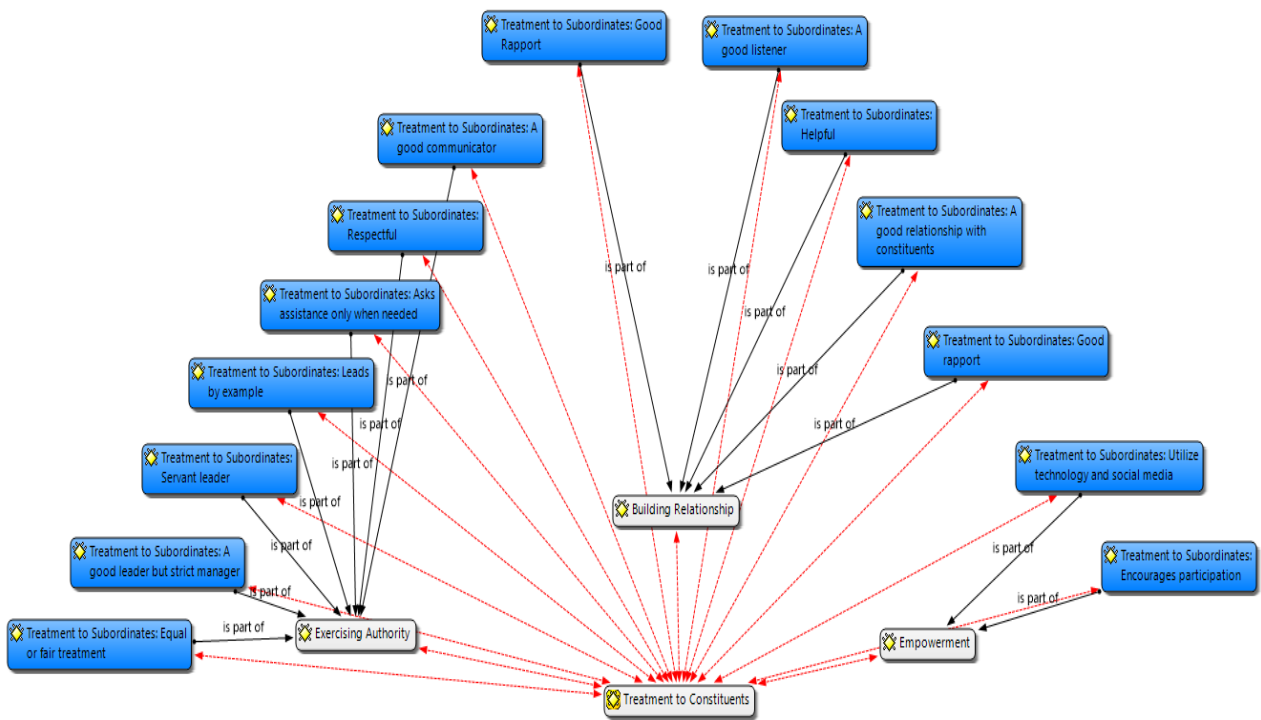 Treatment to Subordinates: Good
Rapport
Treatment to Subordinates: A
good listener
Treatment to Subordinates:
Helpful
Treatment to Subordinates: A
good communicator
Treatment to Subordinates:
Respectful
Treatment to Subordinates: A
good relationship with
constituents
is part of
is part of
Treatment to Subordinates: Asks
assistance only when needed
is part of
Treatment to Subordinates: Good
rapport
Treatment to Subordinates: Leads
by example
is part of
is part of
is part of
is part of
Treatment to Subordinates:
Servant leader
is part of
Treatment to Subordinates: Utilize
technology and social media
is part of
Building Relationship
is part of
is part of
Treatment to Subordinates: A
good leader but strict manager
Treatment to Subordinates:
Encourages participation
is part of
is part of
is part of
Treatment to Subordinates: Equal
or fair treatment
Exercising Authority
Empowerment
Treatment to Constituents